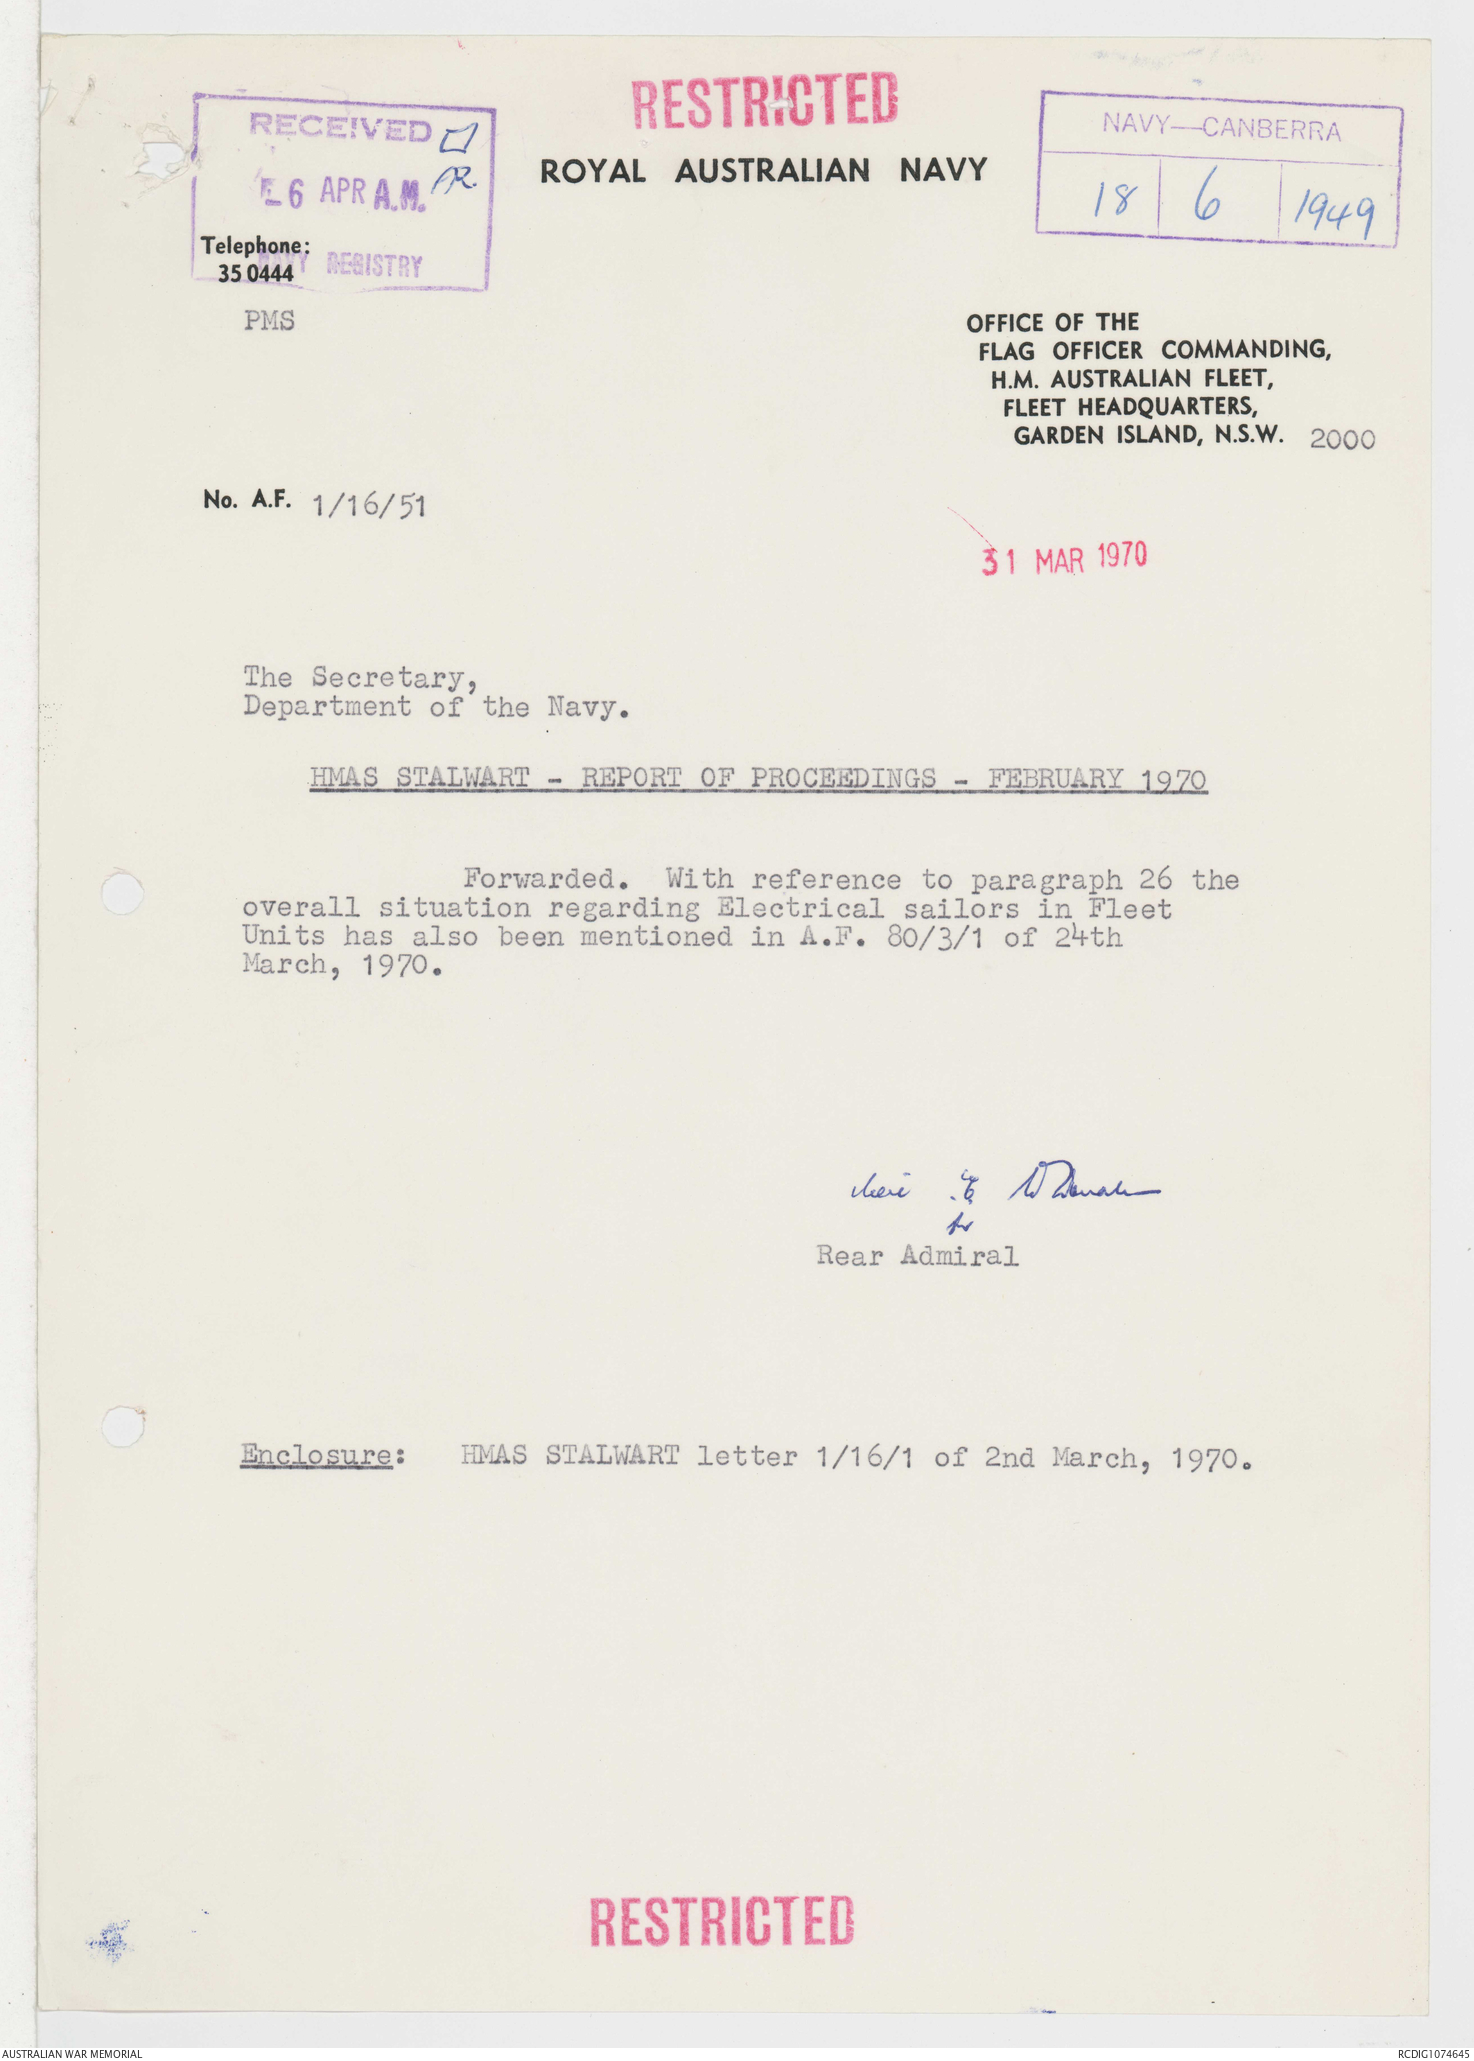 RESTRICTED
RECEIVED
6 APR A.M.
NAVY REGISTRY
ROYAL AUSTRALIAN NAVY
NAVY—CANBERRA
18 6 1949
Telephone:
35 0444
PMS
OFFICE OF THE
FLAG OFFICER COMMANDING,
H.M. AUSTRALIAN FLEET,
FLEET HEADQUARTERS,
GARDEN ISLAND, N.S.W. 2000
No. A.F. 1/16/51
31 MAR 1970
The Secretary,
Department of the Navy.
HMAS STALWART - REPORT OF PROCEEDINGS - FEBRUARY 1970
Forwarded. With reference to paragraph 26 the
overall situation regarding Electrical sailors in Fleet
Units has also been mentioned in A.F. 80/3/1 of 24th
March, 1970.
for
Rear Admiral
Enclosure: HMAS STALWART letter 1/16/1 of 2nd March, 1970.
RESTRICTED
AUSTRALIAN WAR MEMORIAL
RCDIG1074645